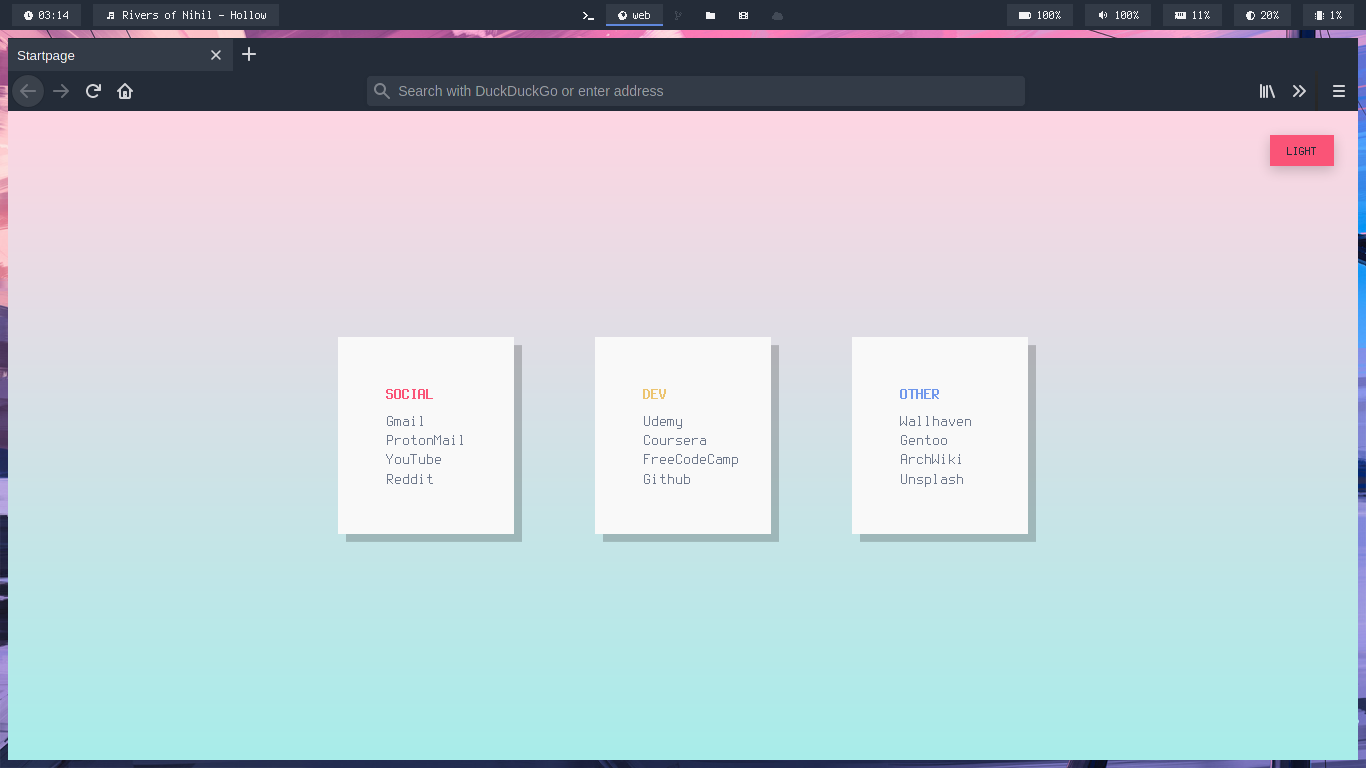 03:14 Rivers of Nihil - Hollow web 100% 100% 11% 20% 1%
Startpage
Search with DuckDuckGo or enter address
LIGHT
SOCIAL
Gmail
ProtonMail
YouTube
Reddit
DEV
Udemy
Coursera
FreeCodeCamp
Github
OTHER
Wallhaven
Gentoo
ArchWiki
Unsplash